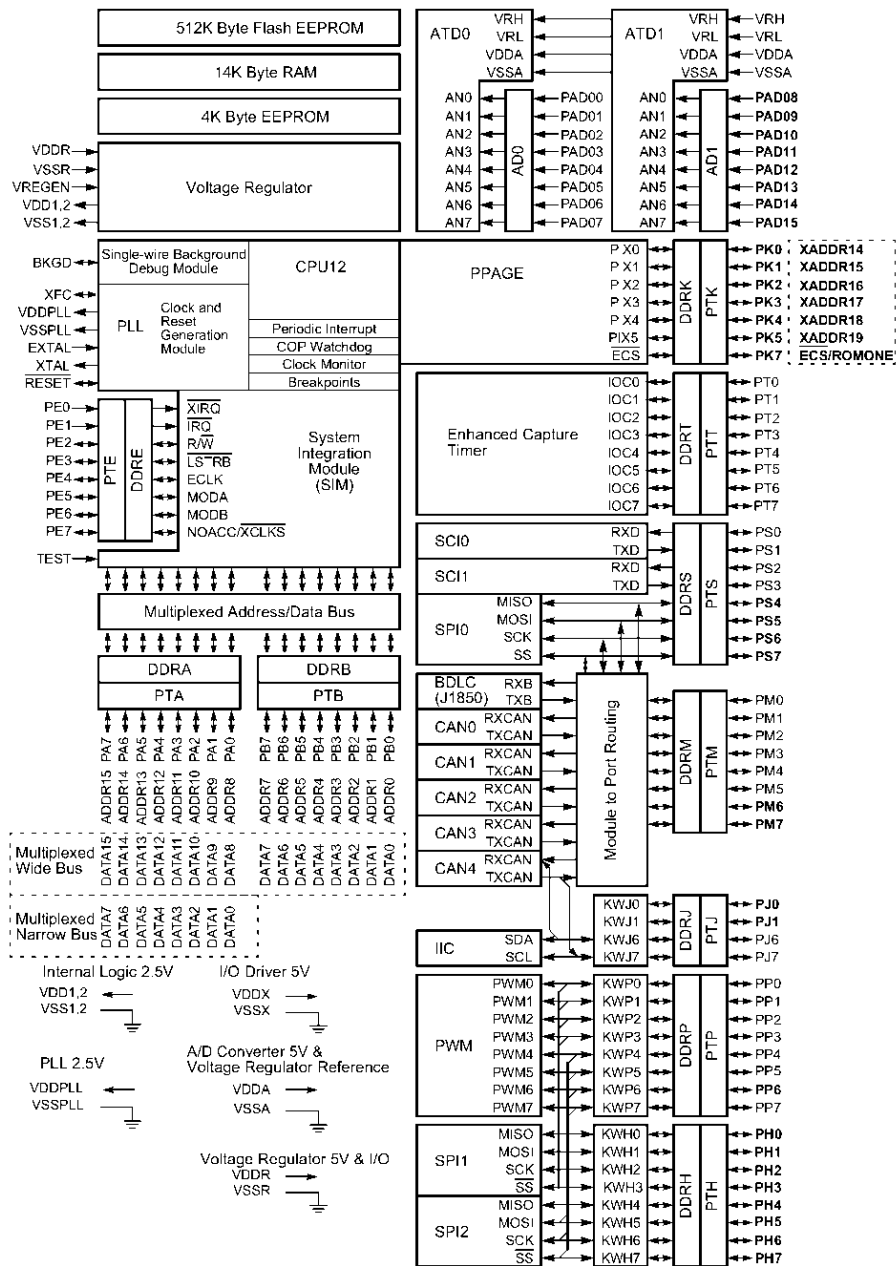 512K Byte Flash EEPROM
14K Byte RAM
4K Byte EEPROM
VDDR
VSSR
VREGEN
VDD1,2
VSS1,2
Voltage Regulator
ATD0
VRH
VRL
VDDA
VSSA
AN0
AN1
AN2
AN3
AN4
AN5
AN6
AN7
AD0
PAD00
PAD01
PAD02
PAD03
PAD04
PAD05
PAD06
PAD07
ATD1
VRH
VRL
VDDA
VSSA
VRH
VRL
VDDA
VSSA
AN0
AN1
AN2
AN3
AN4
AN5
AN6
AN7
AD1
PAD08
PAD09
PAD10
PAD11
PAD12
PAD13
PAD14
PAD15
BKGD
XFC
VDDPLL
VSSPLL
EXTAL
XTAL
RESET
Single-wire Background
Debug Module
CPU12
PLL
Clock and
Reset
Generation
Module
Periodic Interrupt
COP Watchdog
Clock Monitor
Breakpoints
PPAGE
PIX0
PIX1
PIX2
PIX3
PIX4
PIX5
ECS
DDRK
PTK
PK0
PK1
PK2
PK3
PK4
PK5
PK7
XADDR14
XADDR15
XADDR16
XADDR17
XADDR18
XADDR19
ECS/ROMONE
PE0
PE1
PE2
PE3
PE4
PE5
PE6
PE7
TEST
PTE
DDRE
XIRQ
IRQ
R/W
LSTRB
ECLK
MODA
MODB
NOACC/XCLKS
System
Integration
Module
(SIM)
Enhanced Capture
Timer
IOC0
IOC1
IOC2
IOC3
IOC4
IOC5
IOC6
IOC7
DDRT
PTT
PT0
PT1
PT2
PT3
PT4
PT5
PT6
PT7
SCI0
RXD
TXD
SCI1
RXD
TXD
SPI0
MISO
MOSI
SCK
SS
DDRS
PTS
PS0
PS1
PS2
PS3
PS4
PS5
PS6
PS7
Multiplexed Address/Data Bus
DDRA
PTA
DDRB
PTB
PA7
PA6
PA5
PA4
PA3
PA2
PA1
PA0
PB7
PB6
PB5
PB4
PB3
PB2
PB1
PB0
ADDR15
ADDR14
ADDR13
ADDR12
ADDR11
ADDR10
ADDR9
ADDR8
ADDR7
ADDR6
ADDR5
ADDR4
ADDR3
ADDR2
ADDR1
ADDR0
Multiplexed
Wide Bus
DATA15
DATA14
DATA13
DATA12
DATA11
DATA10
DATA9
DATA8
DATA7
DATA6
DATA5
DATA4
DATA3
DATA2
DATA1
DATA0
Multiplexed
Narrow Bus
DATA7
DATA6
DATA5
DATA4
DATA3
DATA2
DATA1
DATA0
BDLC
(J1850)
RXB
TXB
CAN0
RXCAN
TXCAN
CAN1
RXCAN
TXCAN
CAN2
RXCAN
TXCAN
CAN3
RXCAN
TXCAN
CAN4
RXCAN
TXCAN
Module to Port Routing
DDRM
PTM
PM0
PM1
PM2
PM3
PM4
PM5
PM6
PM7
IIC
SDA
SCL
KWJ0
KWJ1
KWJ6
KWJ7
DDRJ
PTJ
PJ0
PJ1
PJ6
PJ7
PWM
PWM0
PWM1
PWM2
PWM3
PWM4
PWM5
PWM6
PWM7
KWP0
KWP1
KWP2
KWP3
KWP4
KWP5
KWP6
KWP7
DDRP
PTP
PP0
PP1
PP2
PP3
PP4
PP5
PP6
PP7
SPI1
MISO
MOSI
SCK
SS
SPI2
MISO
MOSI
SCK
SS
KWH0
KWH1
KWH2
KWH3
KWH4
KWH5
KWH6
KWH7
DDRH
PTH
PH0
PH1
PH2
PH3
PH4
PH5
PH6
PH7
Internal Logic 2.5V
VDD1,2
VSS1,2
I/O Driver 5V
VDDX
VSSX
PLL 2.5V
VDDPLL
VSSPLL
A/D Converter 5V &
Voltage Regulator Reference
VDDA
VSSA
Voltage Regulator 5V & I/O
VDDR
VSSR